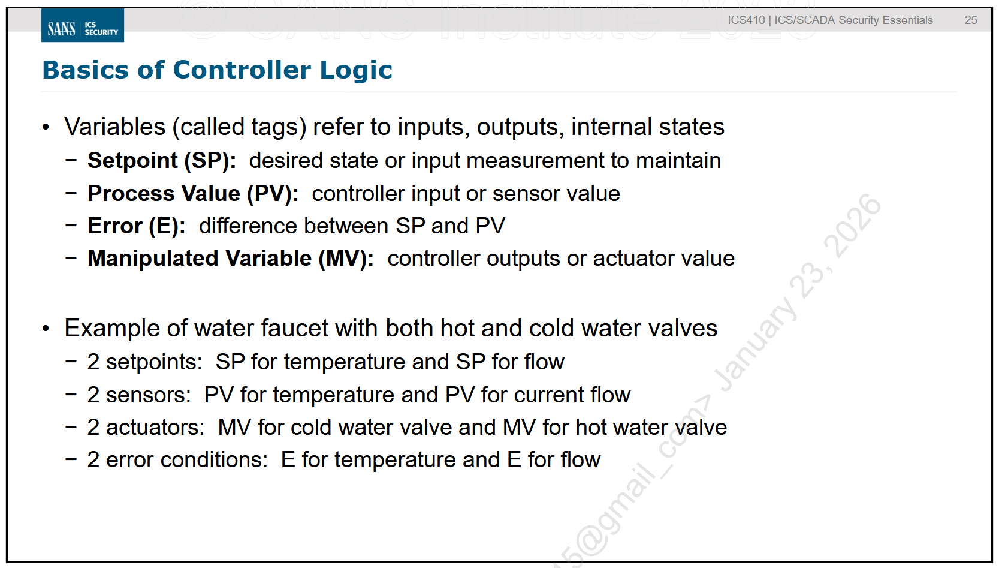 © SANS Institute 2026
SANS ICS SECURITY
ICS410 | ICS/SCADA Security Essentials 25
Basics of Controller Logic
• Variables (called tags) refer to inputs, outputs, internal states
− Setpoint (SP): desired state or input measurement to maintain
− Process Value (PV): controller input or sensor value
− Error (E): difference between SP and PV
− Manipulated Variable (MV): controller outputs or actuator value
• Example of water faucet with both hot and cold water valves
− 2 setpoints: SP for temperature and SP for flow
− 2 sensors: PV for temperature and PV for current flow
− 2 actuators: MV for cold water valve and MV for hot water valve
− 2 error conditions: E for temperature and E for flow
5@gmail_com> January 23, 2026